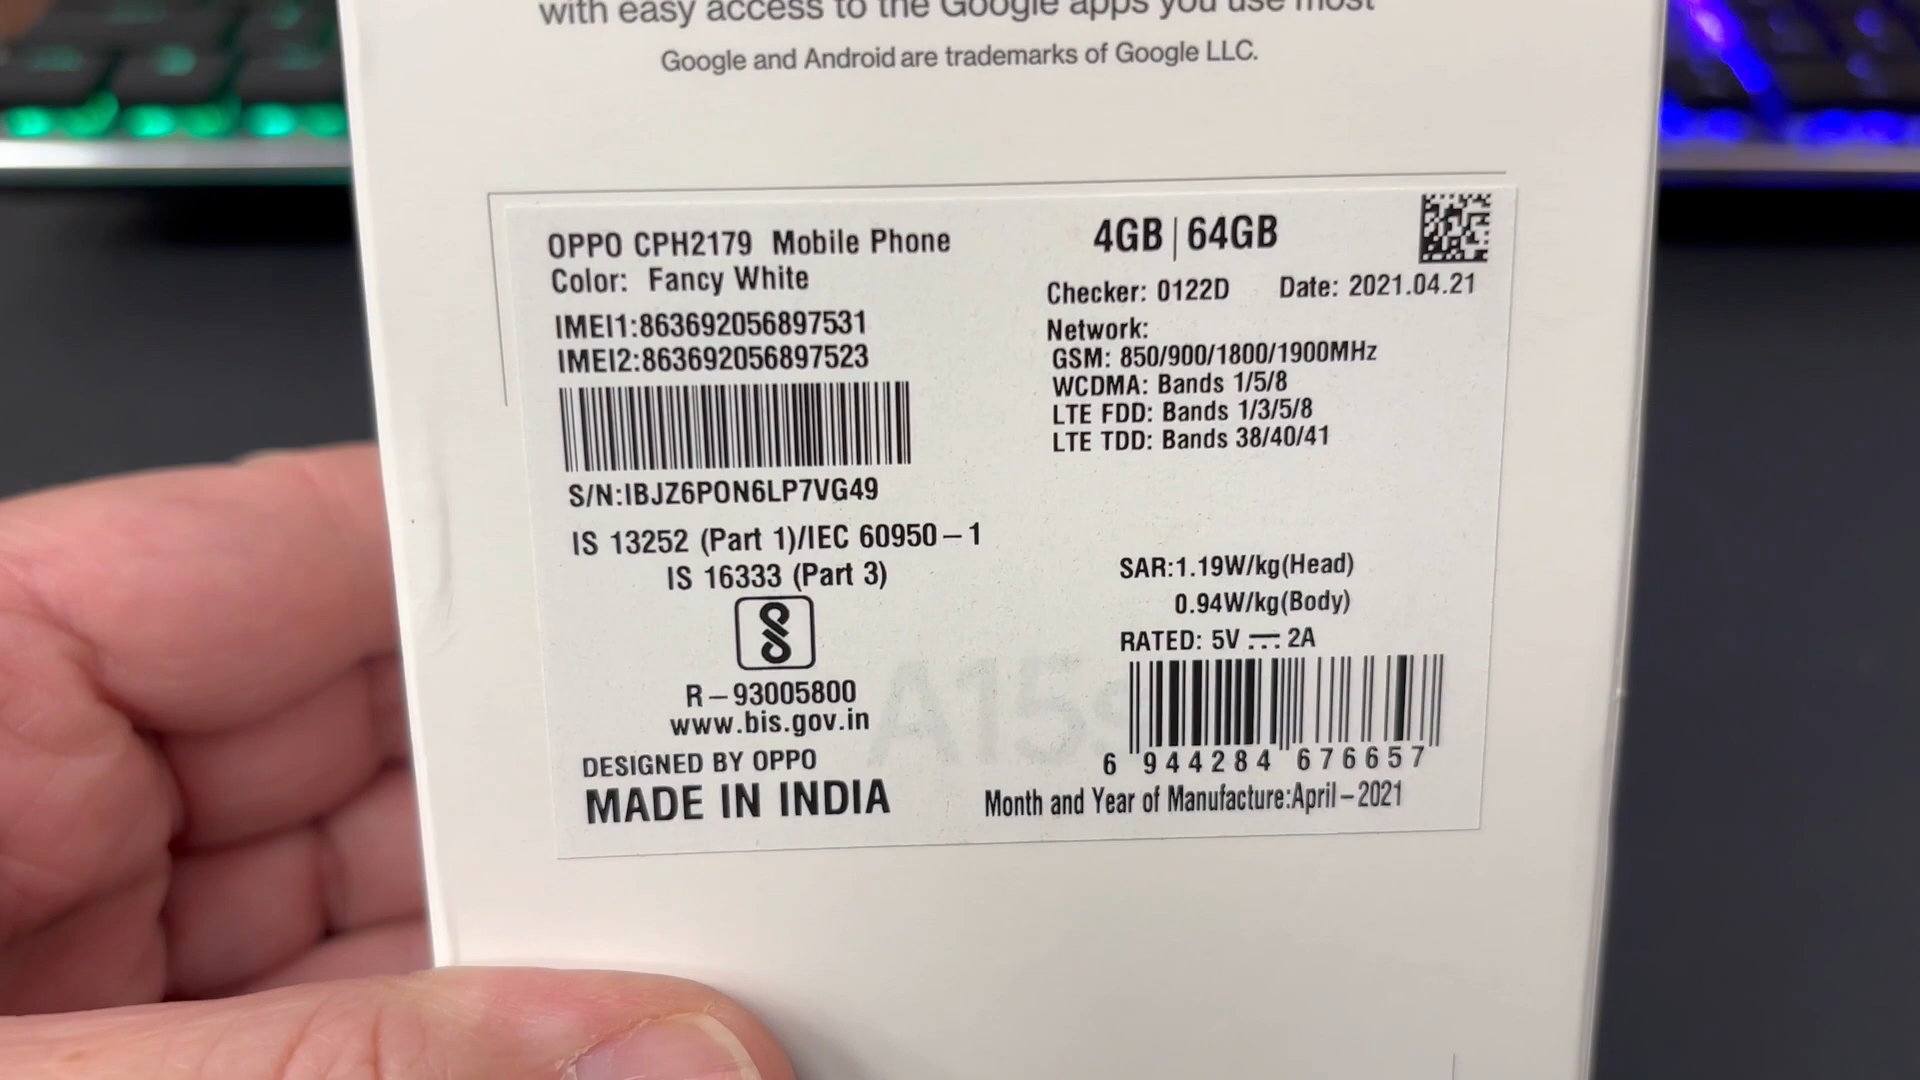 with easy access to the Google apps you use most
Google and Android are trademarks of Google LLC.
OPPO CPH2179 Mobile Phone
Color: Fancy White
IMEI1:863692056897531
IMEI2:863692056897523
S/N:IBJZ6PON6LP7VG49
IS 13252 (Part 1)/IEC 60950–1
IS 16333 (Part 3)
R–93005800
www.bis.gov.in
DESIGNED BY OPPO
MADE IN INDIA
4GB|64GB
Checker: 0122D Date: 2021.04.21
Network:
GSM: 850/900/1800/1900MHz
WCDMA: Bands 1/5/8
LTE FDD: Bands 1/3/5/8
LTE TDD: Bands 38/40/41
SAR:1.19W/kg(Head)
0.94W/kg(Body)
RATED: 5V ⎓ 2A
A15s
6 944284 676657
Month and Year of Manufacture:April–2021